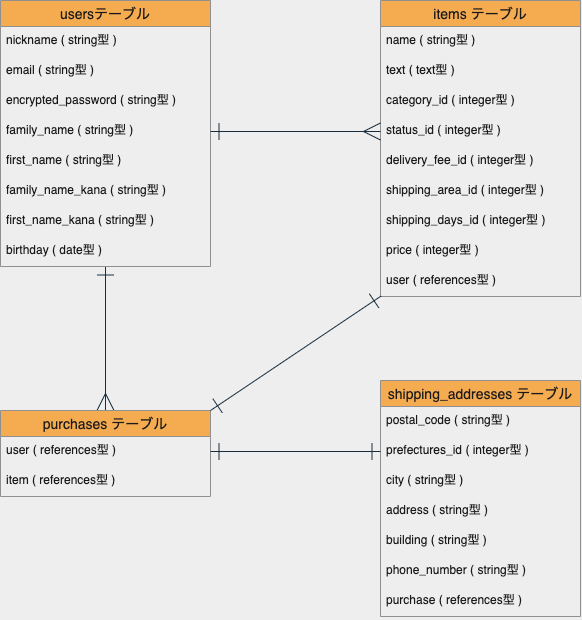 usersテーブル
nickname ( string型 )
email ( string型 )
encrypted_password ( string型 )
family_name ( string型 )
first_name ( string型 )
family_name_kana ( string型 )
first_name_kana ( string型 )
birthday ( date型 )
items テーブル
name ( string型 )
text ( text型 )
category_id ( integer型 )
status_id ( integer型 )
delivery_fee_id ( integer型 )
shipping_area_id ( integer型 )
shipping_days_id ( integer型 )
price ( integer型 )
user ( references型 )
purchases テーブル
user ( references型 )
item ( references型 )
shipping_addresses テーブル
postal_code ( string型 )
prefectures_id ( integer型 )
city ( string型 )
address ( string型 )
building ( string型 )
phone_number ( string型 )
purchase ( references型 )